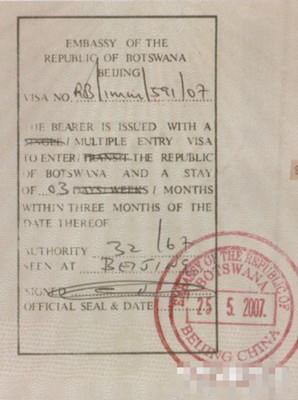 EMBASSY OF THE
REPUBLIC OF BOTSWANA
BEIJING
VISA NO. RB/imm/591/07
THE BEARER IS ISSUED WITH A
SINGLE/MULTIPLE ENTRY VISA
TO ENTER/TRANSIT THE REPUBLIC
OF BOTSWANA AND A STAY
OF 03 DAYS/WEEKS/MONTHS
WITHIN THREE MONTHS OF THE
DATE THEREOF
AUTHORITY 32/67
SEEN AT BEIJING
SIGNED
OFFICIAL SEAL & DATE
EMBASSY OF THE REPUBLIC OF
BOTSWANA
25 5. 2007.
BEIJING CHINA